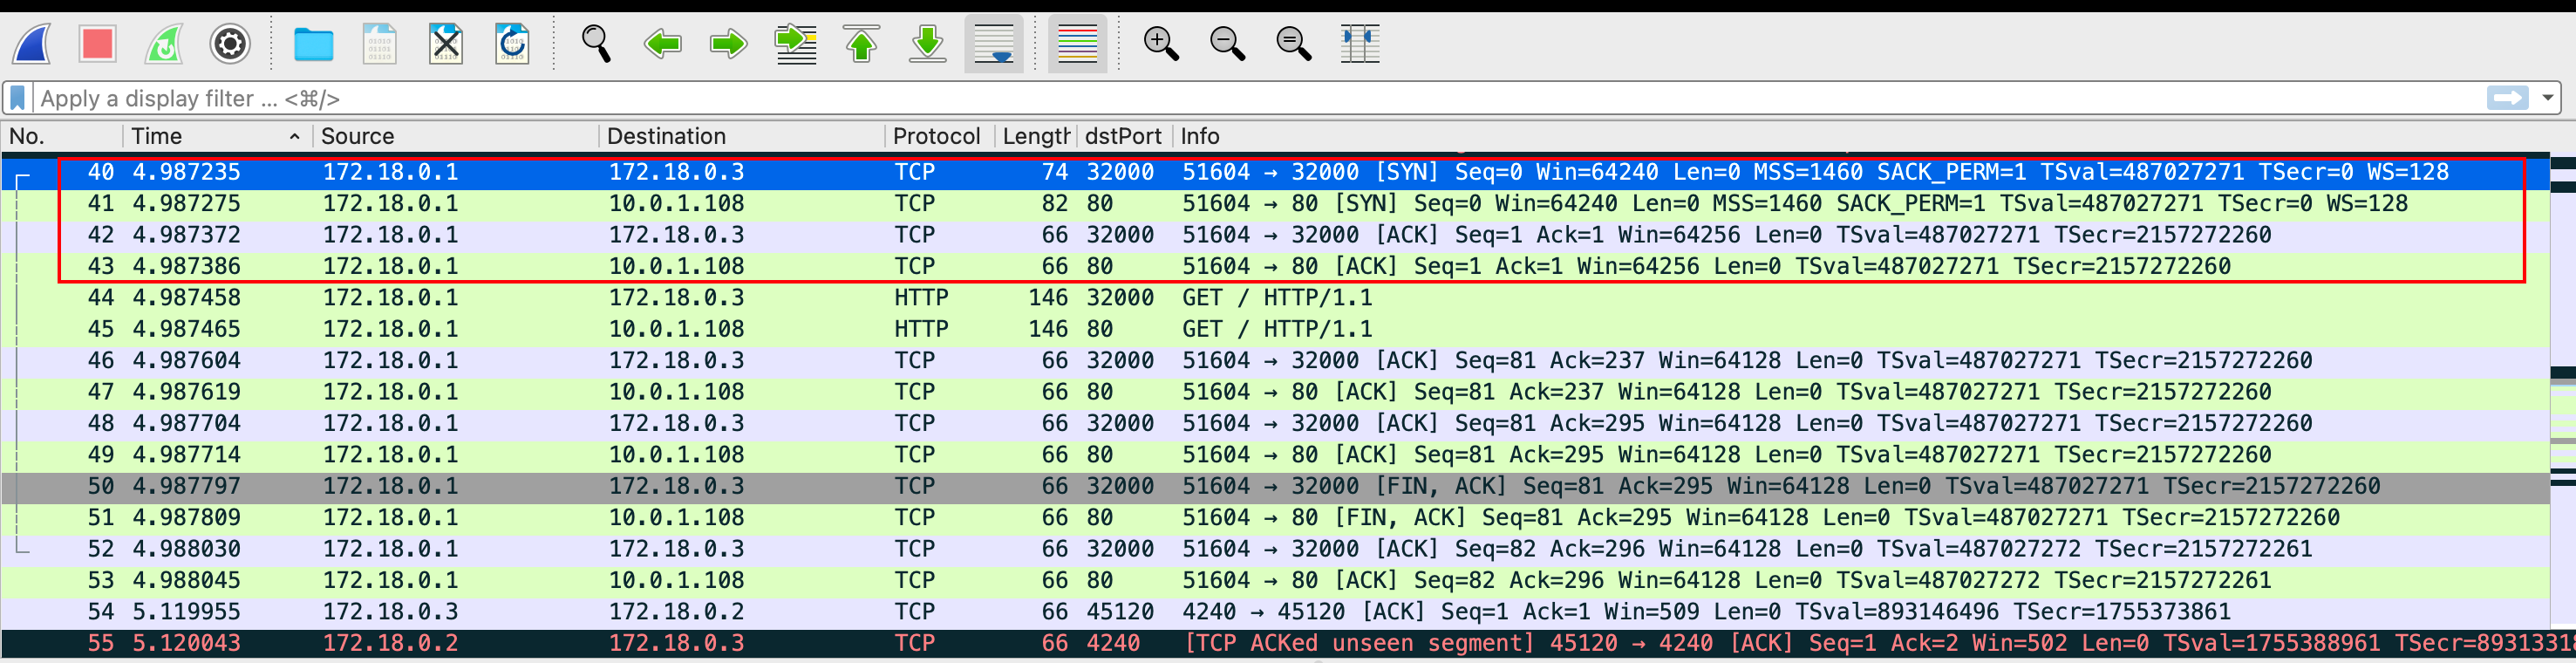 Apply a display filter ... <⌘/>
No. Time Source Destination Protocol Length dstPort Info
40 4.987235 172.18.0.1 172.18.0.3 TCP 74 32000 51604 → 32000 [SYN] Seq=0 Win=64240 Len=0 MSS=1460 SACK_PERM=1 TSval=487027271 TSecr=0 WS=128
41 4.987275 172.18.0.1 10.0.1.108 TCP 82 80 51604 → 80 [SYN] Seq=0 Win=64240 Len=0 MSS=1460 SACK_PERM=1 TSval=487027271 TSecr=0 WS=128
42 4.987372 172.18.0.1 172.18.0.3 TCP 66 32000 51604 → 32000 [ACK] Seq=1 Ack=1 Win=64256 Len=0 TSval=487027271 TSecr=2157272260
43 4.987386 172.18.0.1 10.0.1.108 TCP 66 80 51604 → 80 [ACK] Seq=1 Ack=1 Win=64256 Len=0 TSval=487027271 TSecr=2157272260
44 4.987458 172.18.0.1 172.18.0.3 HTTP 146 32000 GET / HTTP/1.1
45 4.987465 172.18.0.1 10.0.1.108 HTTP 146 80 GET / HTTP/1.1
46 4.987604 172.18.0.1 172.18.0.3 TCP 66 32000 51604 → 32000 [ACK] Seq=81 Ack=237 Win=64128 Len=0 TSval=487027271 TSecr=2157272260
47 4.987619 172.18.0.1 10.0.1.108 TCP 66 80 51604 → 80 [ACK] Seq=81 Ack=237 Win=64128 Len=0 TSval=487027271 TSecr=2157272260
48 4.987704 172.18.0.1 172.18.0.3 TCP 66 32000 51604 → 32000 [ACK] Seq=81 Ack=295 Win=64128 Len=0 TSval=487027271 TSecr=2157272260
49 4.987714 172.18.0.1 10.0.1.108 TCP 66 80 51604 → 80 [ACK] Seq=81 Ack=295 Win=64128 Len=0 TSval=487027271 TSecr=2157272260
50 4.987797 172.18.0.1 172.18.0.3 TCP 66 32000 51604 → 32000 [FIN, ACK] Seq=81 Ack=295 Win=64128 Len=0 TSval=487027271 TSecr=2157272260
51 4.987809 172.18.0.1 10.0.1.108 TCP 66 80 51604 → 80 [FIN, ACK] Seq=81 Ack=295 Win=64128 Len=0 TSval=487027271 TSecr=2157272260
52 4.988030 172.18.0.1 172.18.0.3 TCP 66 32000 51604 → 32000 [ACK] Seq=82 Ack=296 Win=64128 Len=0 TSval=487027272 TSecr=2157272261
53 4.988045 172.18.0.1 10.0.1.108 TCP 66 80 51604 → 80 [ACK] Seq=82 Ack=296 Win=64128 Len=0 TSval=487027272 TSecr=2157272261
54 5.119955 172.18.0.3 172.18.0.2 TCP 66 45120 4240 → 45120 [ACK] Seq=1 Ack=1 Win=509 Len=0 TSval=893146496 TSecr=1755373861
55 5.120043 172.18.0.2 172.18.0.3 TCP 66 4240 [TCP ACKed unseen segment] 45120 → 4240 [ACK] Seq=1 Ack=2 Win=502 Len=0 TSval=1755388961